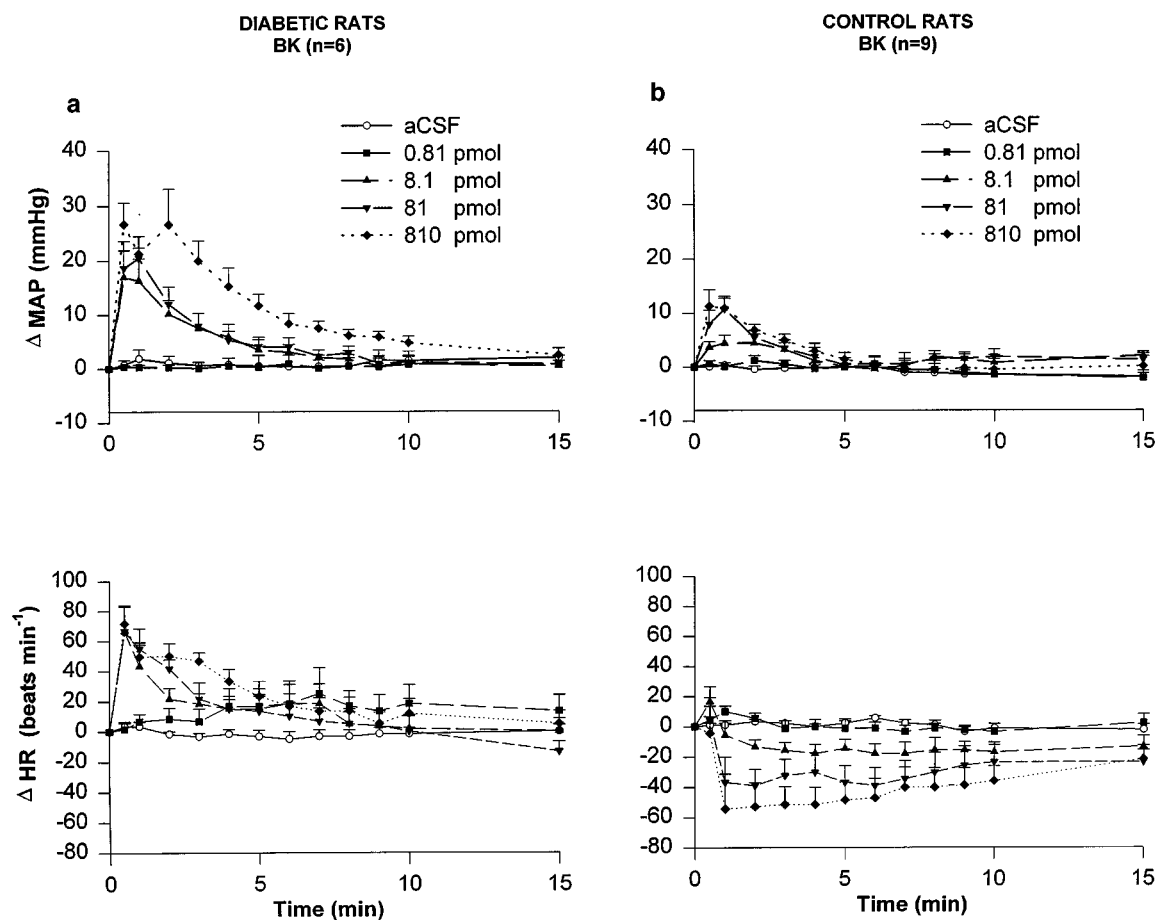 DIABETIC RATS
BK (n=6)
CONTROL RATS
BK (n=9)
a
aCSF
0.81 pmol
8.1 pmol
81 pmol
810 pmol
40
30
20
10
0
-10
Δ MAP (mmHg)
0
5
10
15
b
aCSF
0.81 pmol
8.1 pmol
81 pmol
810 pmol
40
30
20
10
0
-10
0
5
10
15
100
80
60
40
20
0
-20
-40
-60
-80
Δ HR (beats min⁻¹)
0
5
10
15
Time (min)
100
80
60
40
20
0
-20
-40
-60
-80
0
5
10
15
Time (min)